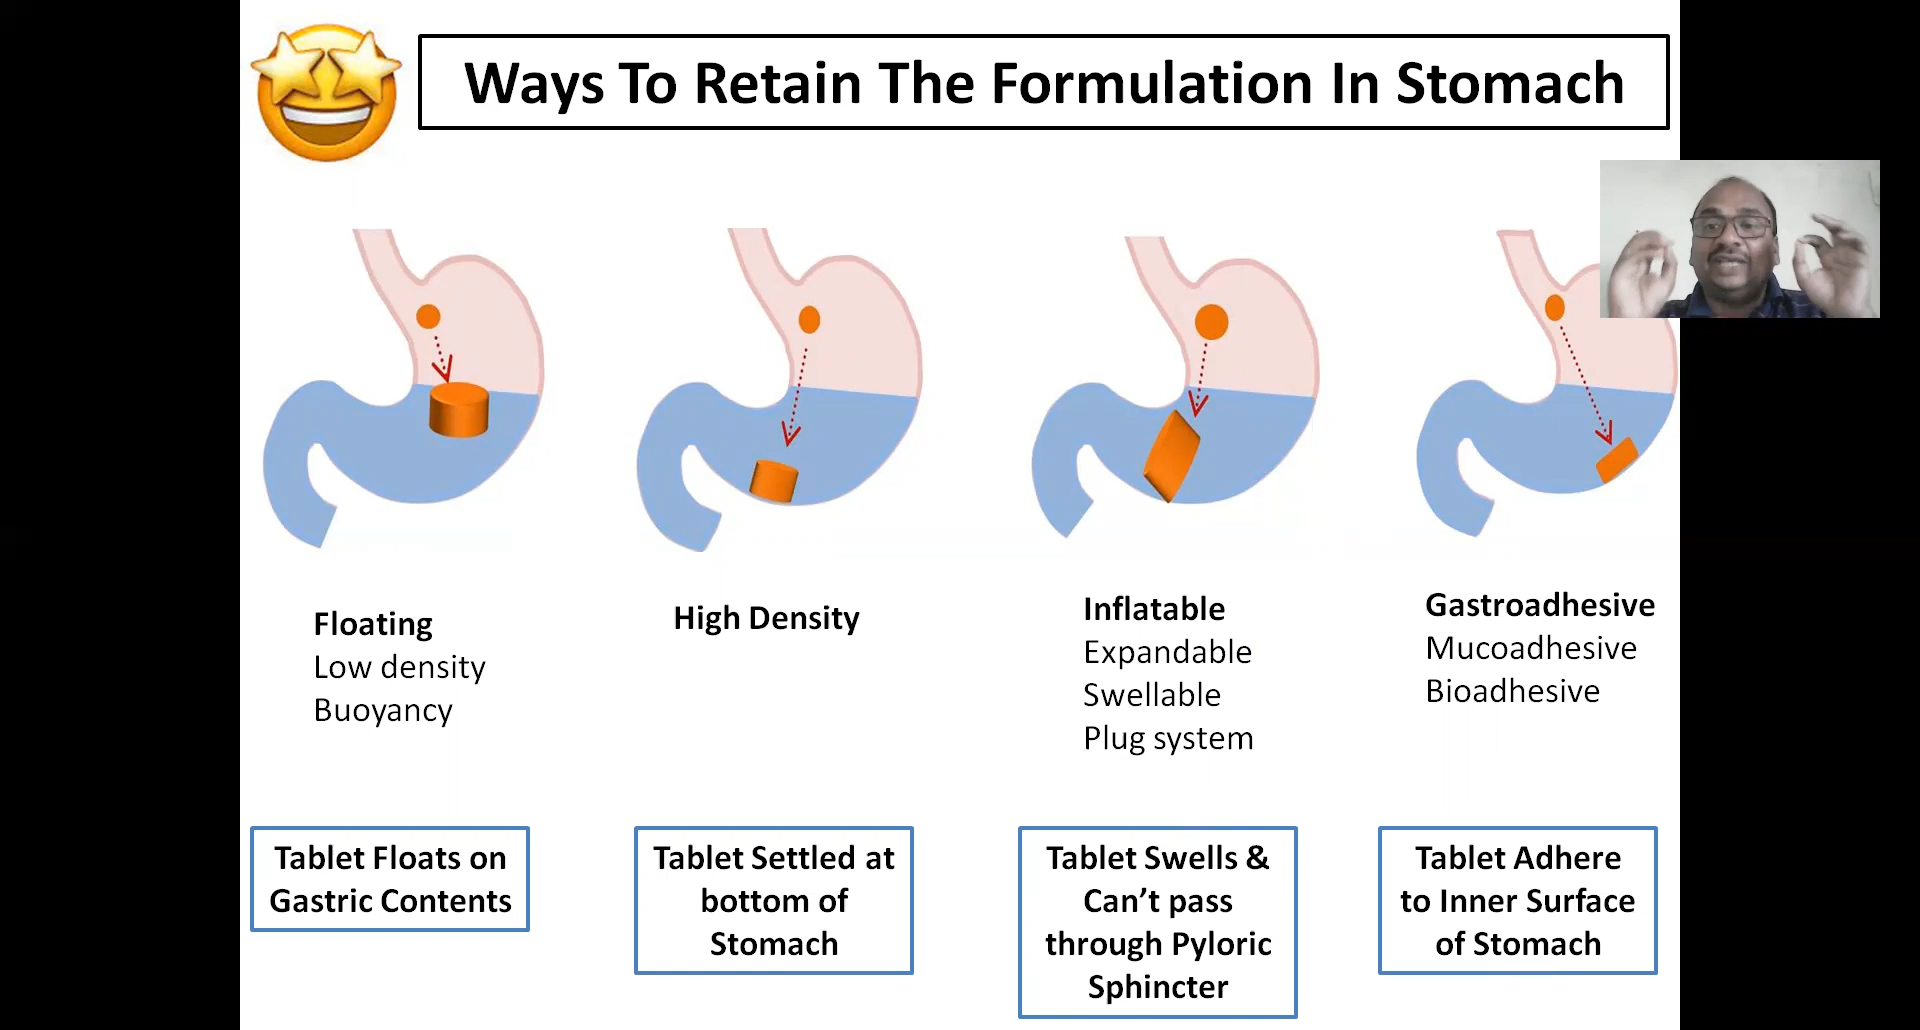 Ways To Retain The Formulation In Stomach
Floating
Low density
Buoyancy
High Density
Inflatable
Expandable
Swellable
Plug system
Gastroadhesive
Mucoadhesive
Bioadhesive
Tablet Floats on
Gastric Contents
Tablet Settled at
bottom of
Stomach
Tablet Swells &
Can’t pass
through Pyloric
Sphincter
Tablet Adhere
to Inner Surface
of Stomach